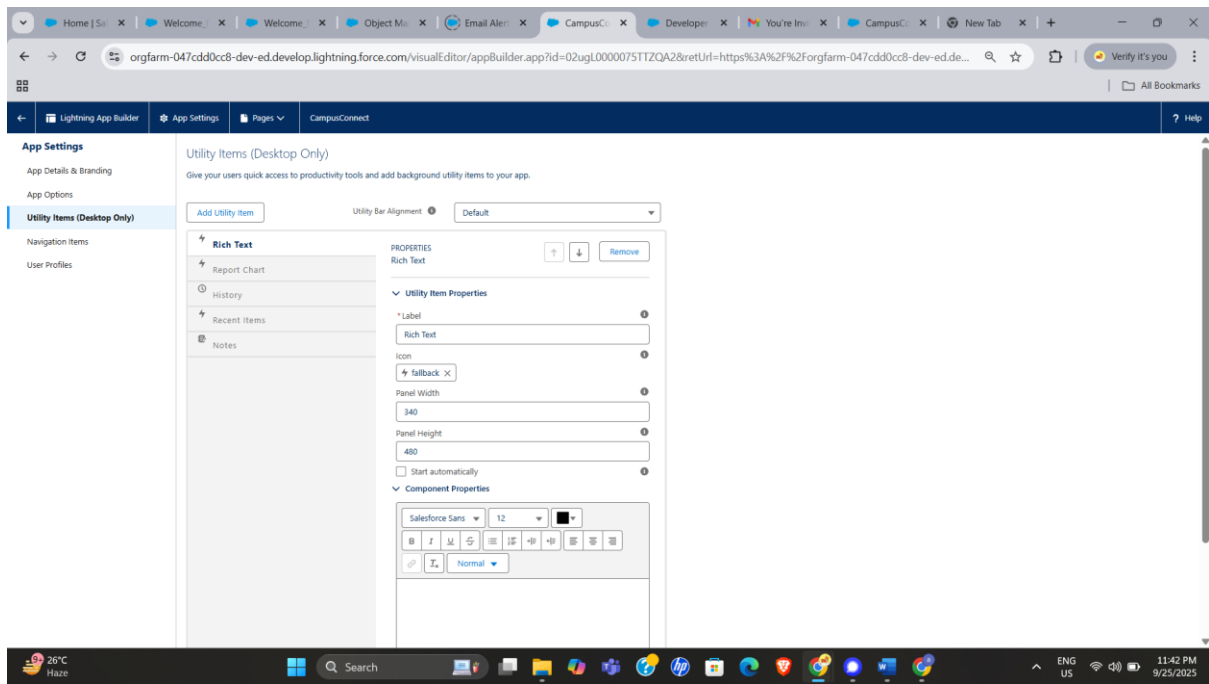 Home | Sal
Welcome_
Welcome_
Object Ma
Email Aler
CampusCo
Developer
You're Invi
CampusCo
New Tab
orgfarm-047cdd0cc8-dev-ed.develop.lightning.force.com/visualEditor/appBuilder.app?id=02ugL0000075TTZQA2&retUrl=https%3A%2F%2Forgfarm-047cdd0cc8-dev-ed.de...
Verify it's you
All Bookmarks
Lightning App Builder
App Settings
Pages
CampusConnect
? Help
App Settings
App Details & Branding
App Options
Utility Items (Desktop Only)
Navigation Items
User Profiles
Utility Items (Desktop Only)
Give your users quick access to productivity tools and add background utility items to your app.
Add Utility Item
Utility Bar Alignment
Default
Rich Text
Report Chart
History
Recent Items
Notes
PROPERTIES
Rich Text
Remove
Utility Item Properties
* Label
Rich Text
Icon
fallback
Panel Width
340
Panel Height
480
Start automatically
Component Properties
Salesforce Sans
12
B I U S
Normal
9+
26°C
Haze
Search
ENG
US
11:42 PM
9/25/2025